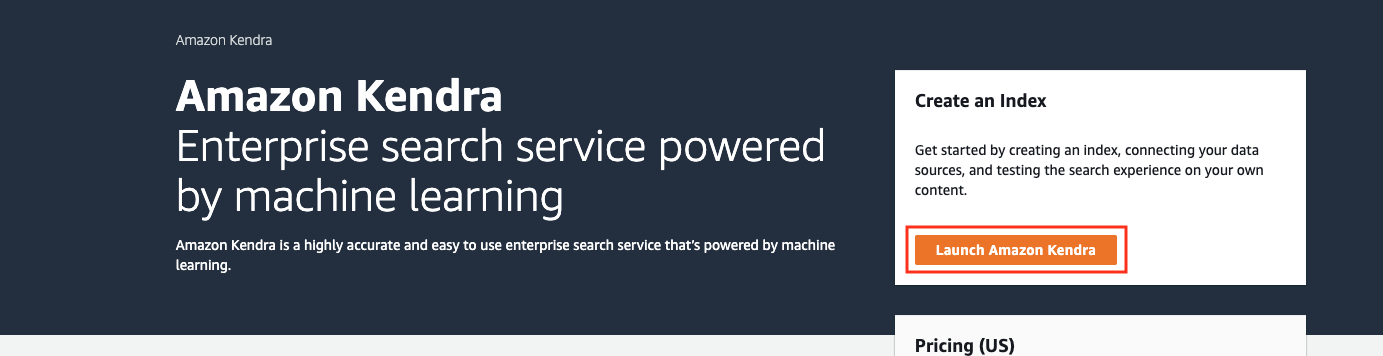 Amazon Kendra
Amazon Kendra
Enterprise search service powered
by machine learning
Amazon Kendra is a highly accurate and easy to use enterprise search service that's powered by machine
learning.
Create an Index
Get started by creating an index, connecting your data
sources, and testing the search experience on your own
content.
Launch Amazon Kendra
Pricing (US)